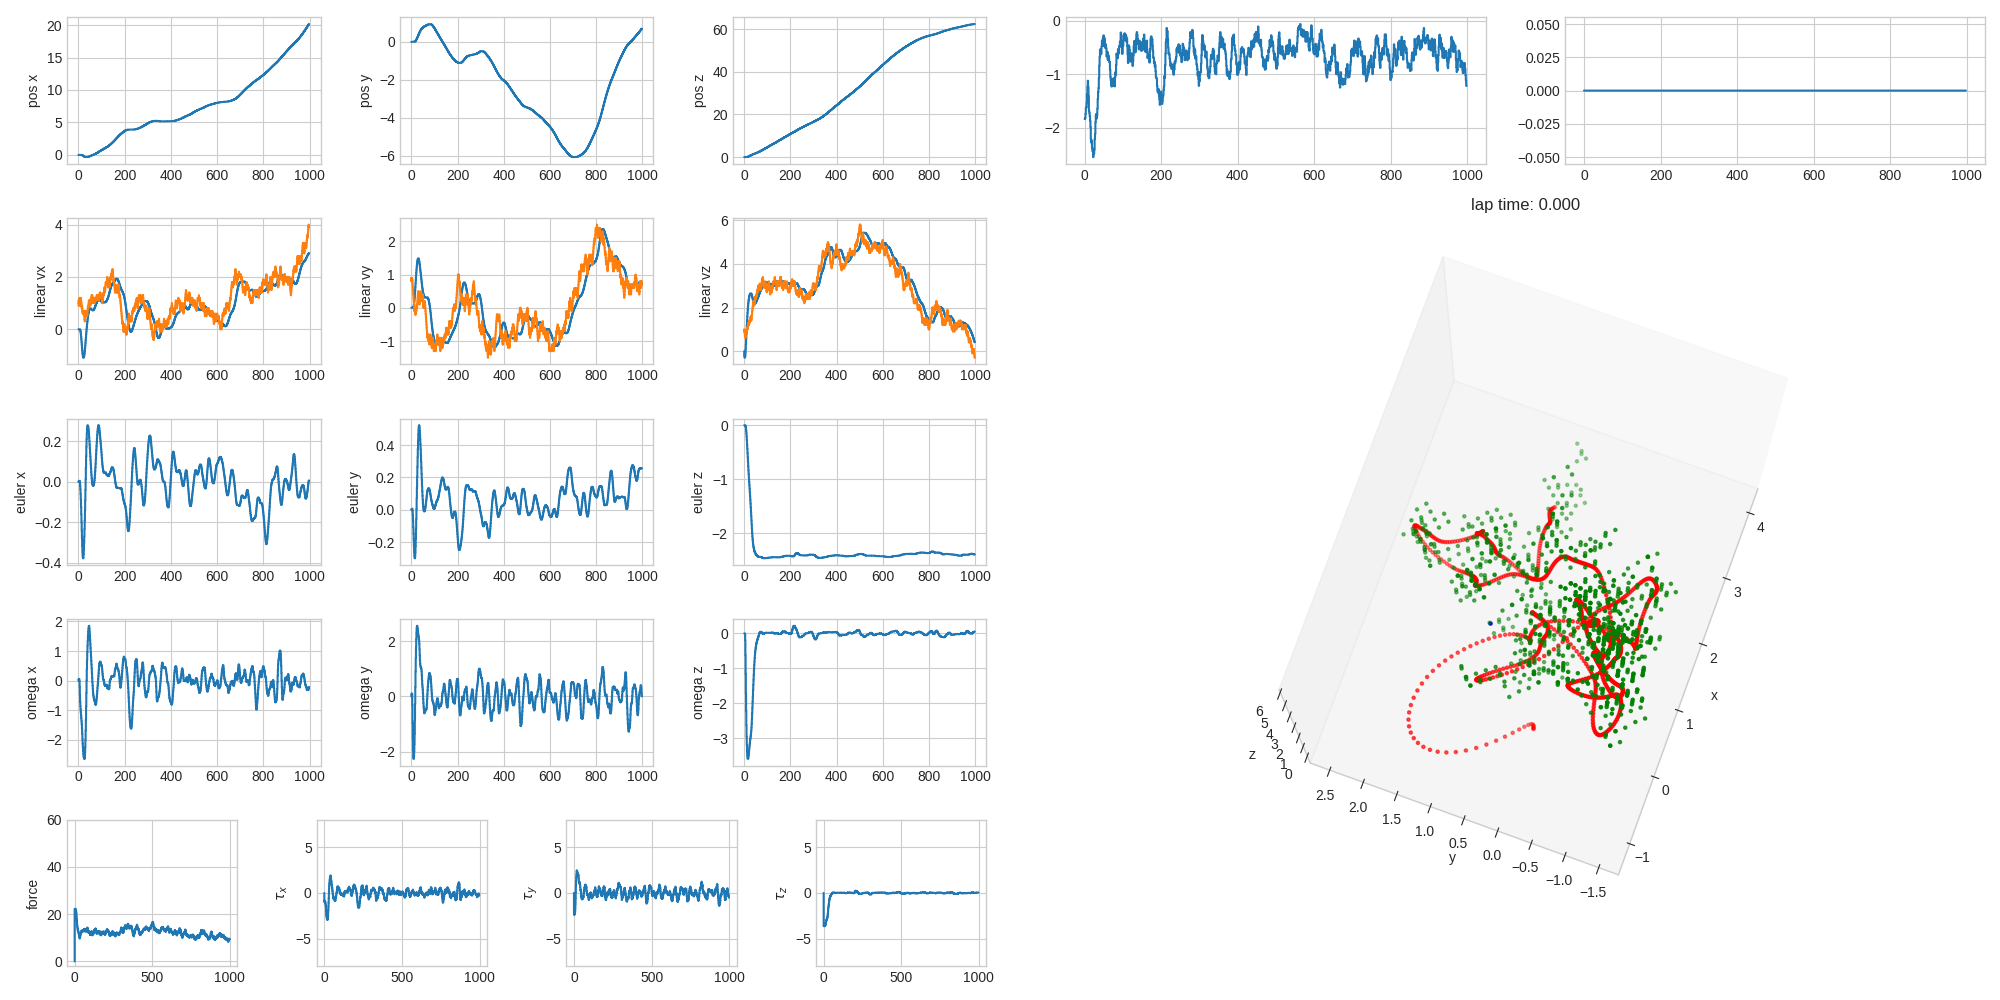 20
15
10
5
0
pos x
0 200 400 600 800 1000
0
−2
−4
−6
pos y
0 200 400 600 800 1000
60
40
20
0
pos z
0 200 400 600 800 1000
0
−1
−2
0 200 400 600 800 1000
0.050
0.025
0.000
−0.025
−0.050
0 200 400 600 800 1000
lap time: 0.000
4
2
0
linear vx
0 200 400 600 800 1000
2
1
0
−1
linear vy
0 200 400 600 800 1000
6
4
2
0
linear vz
0 200 400 600 800 1000
0.2
0.0
−0.2
−0.4
euler x
0 200 400 600 800 1000
0.4
0.2
0.0
−0.2
euler y
0 200 400 600 800 1000
0
−1
−2
euler z
0 200 400 600 800 1000
2
1
0
−1
−2
omega x
0 200 400 600 800 1000
2
0
−2
omega y
0 200 400 600 800 1000
0
−1
−2
−3
omega z
0 200 400 600 800 1000
60
40
20
0
force
0 500 1000
5
0
−5
τx
0 500 1000
5
0
−5
τy
0 500 1000
5
0
−5
τz
0 500 1000
4
3
2
x
1
0
−1
6
5
4
3
2
1
0
z
2.5
2.0
1.5
1.0
0.5
0.0
−0.5
−1.0
−1.5
y